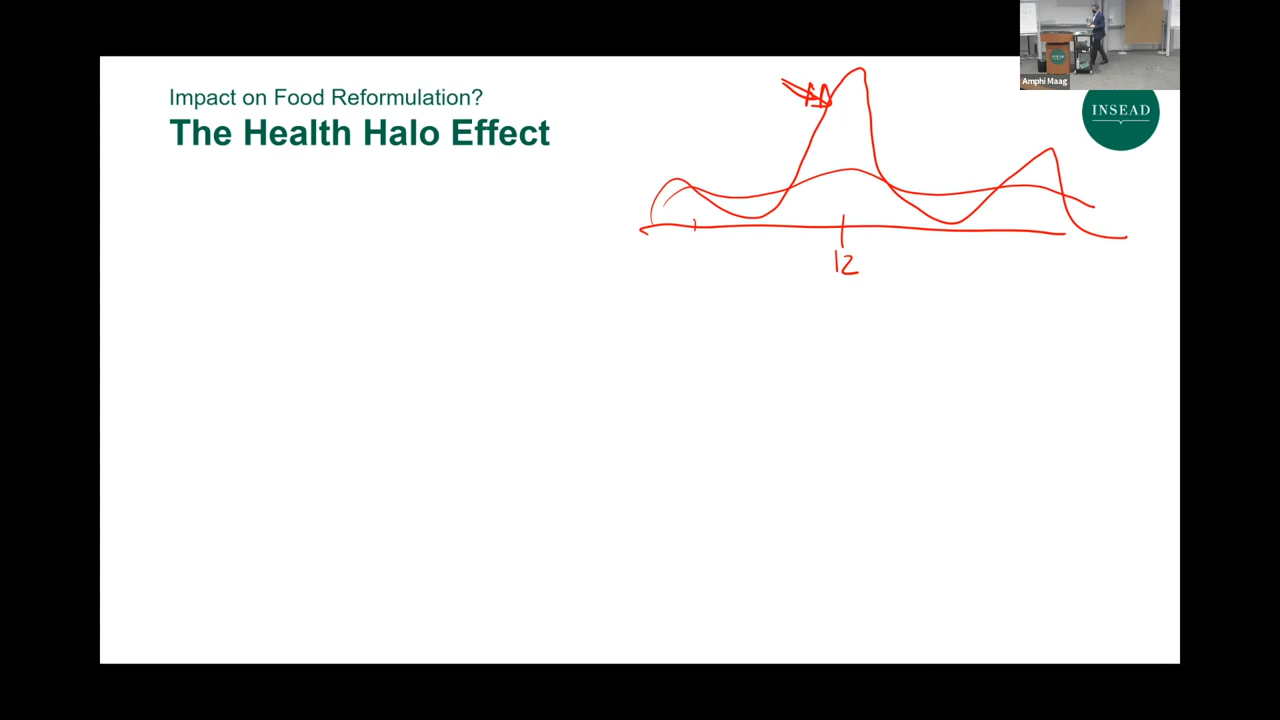 Amphi Maag
Impact on Food Reformulation?
The Health Halo Effect
INSEAD
12